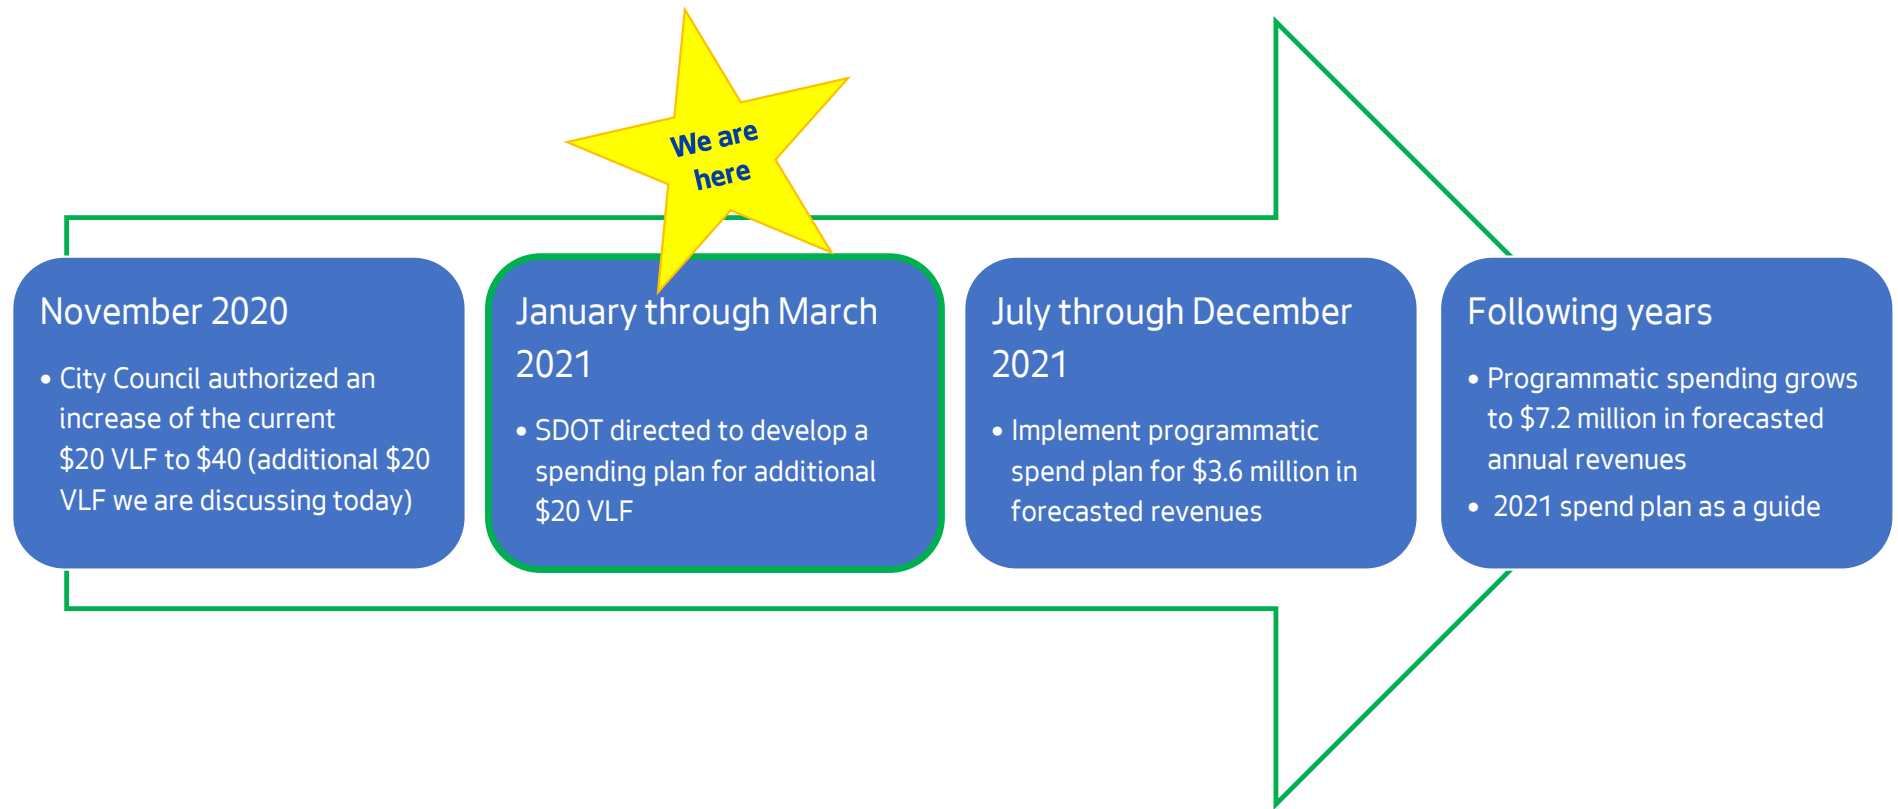 We are
here
November 2020
• City Council authorized an
increase of the current
$20 VLF to $40 (additional $20
VLF we are discussing today)
January through March
2021
• SDOT directed to develop a
spending plan for additional
$20 VLF
July through December
2021
• Implement programmatic
spend plan for $3.6 million in
forecasted revenues
Following years
• Programmatic spending grows
to $7.2 million in forecasted
annual revenues
• 2021 spend plan as a guide